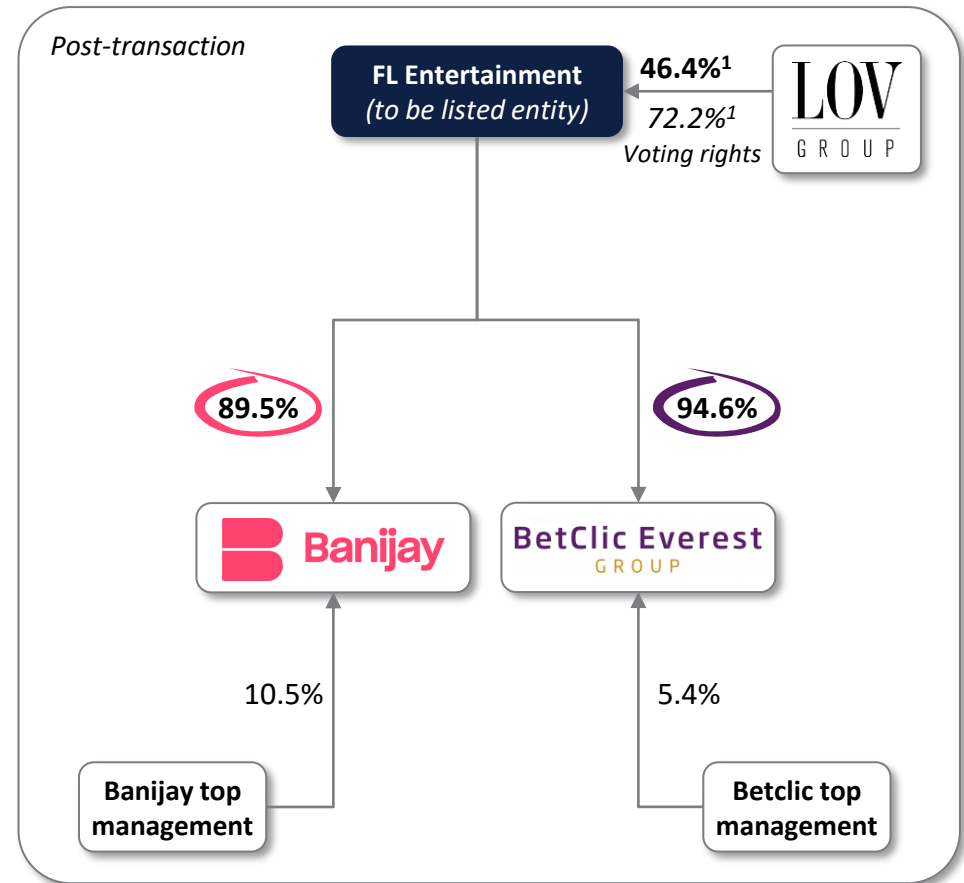 Post-transaction
FL Entertainment
(to be listed entity)
46.4%¹
72.2%¹
Voting rights
LOV
GROUP
89.5%
94.6%
Banijay
BetClic Everest
GROUP
10.5%
5.4%
Banijay top
management
Betclic top
management